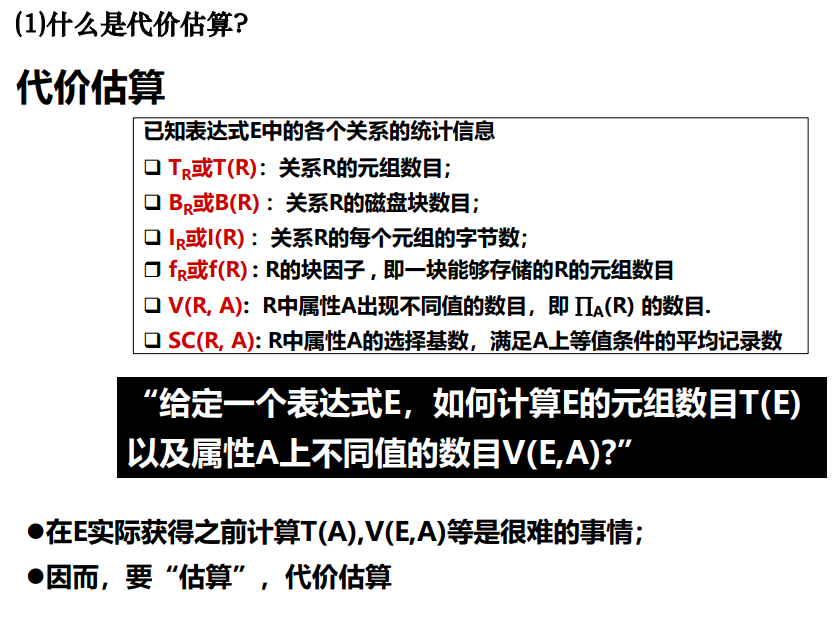 (1)什么是代价估算?
代价估算
已知表达式E中的各个关系的统计信息
❑ TR或T(R)：关系R的元组数目；
❑ BR或B(R)：关系R的磁盘块数目；
❑ IR或I(R)：关系R的每个元组的字节数；
❒ fR或f(R)：R的块因子，即一块能够存储的R的元组数目
❑ V(R, A)：R中属性A出现不同值的数目，即 ∏A(R) 的数目.
❑ SC(R, A): R中属性A的选择基数，满足A上等值条件的平均记录数
“给定一个表达式E，如何计算E的元组数目T(E)
以及属性A上不同值的数目V(E,A)?”
●在E实际获得之前计算T(A),V(E,A)等是很难的事情；
●因而，要“估算”，代价估算